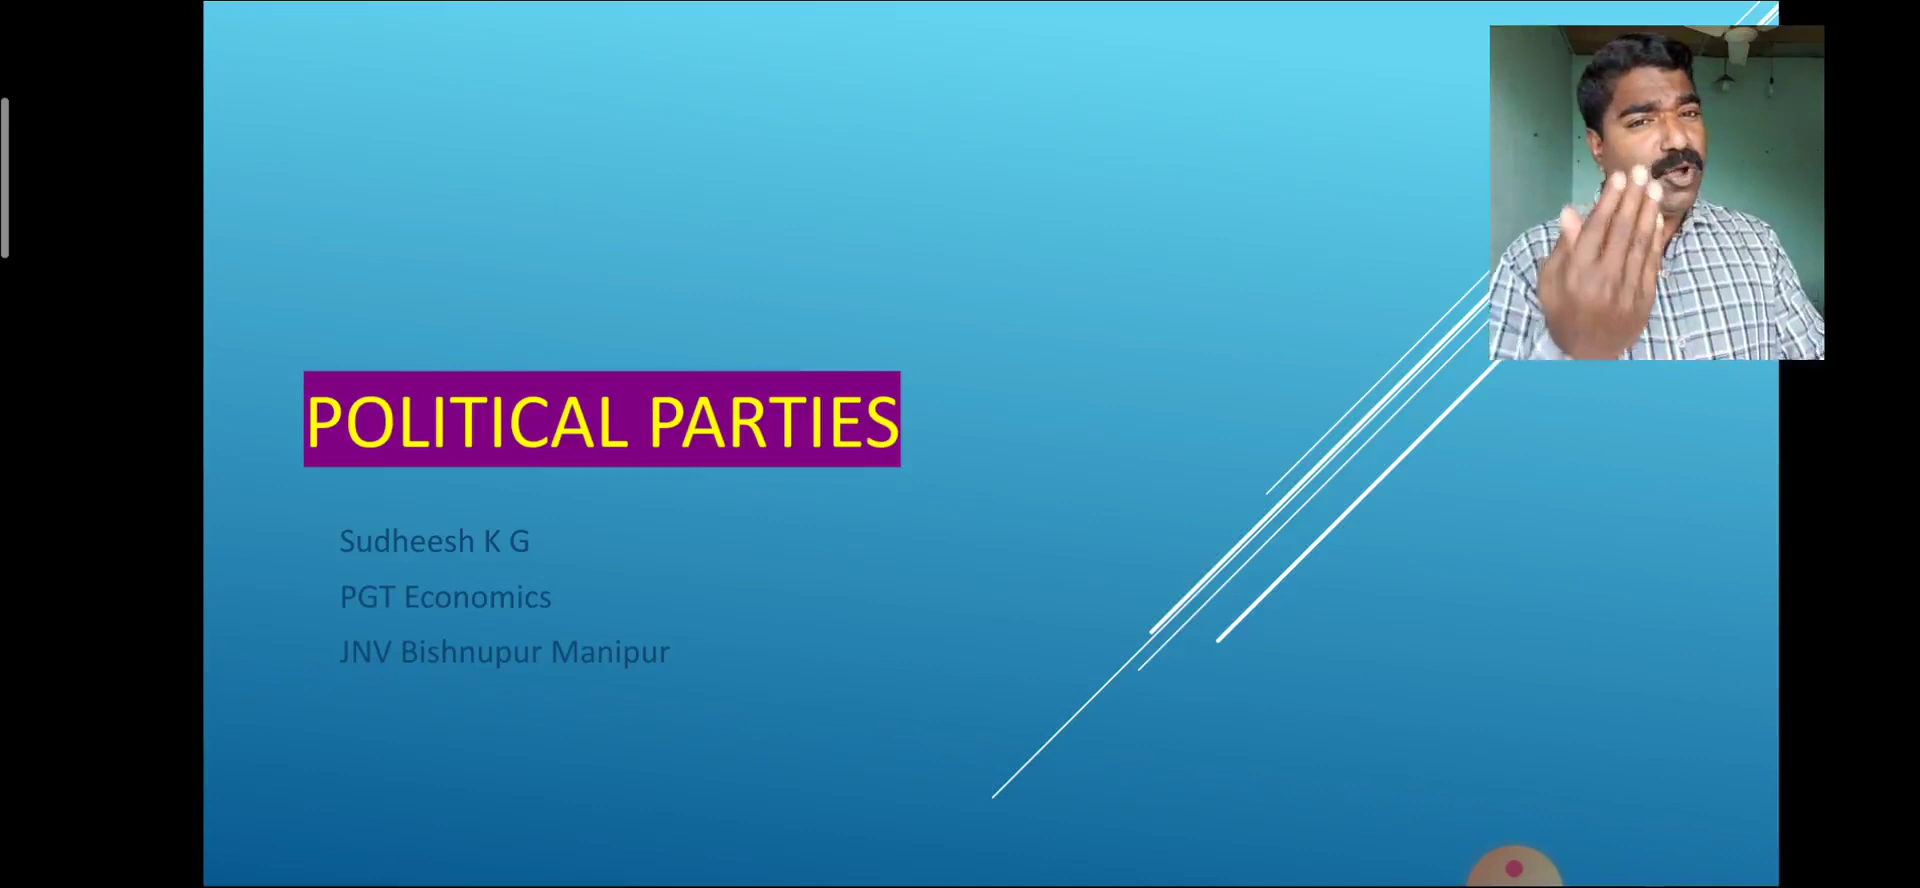 POLITICAL PARTIES
Sudheesh K G
PGT Economics
JNV Bishnupur Manipur